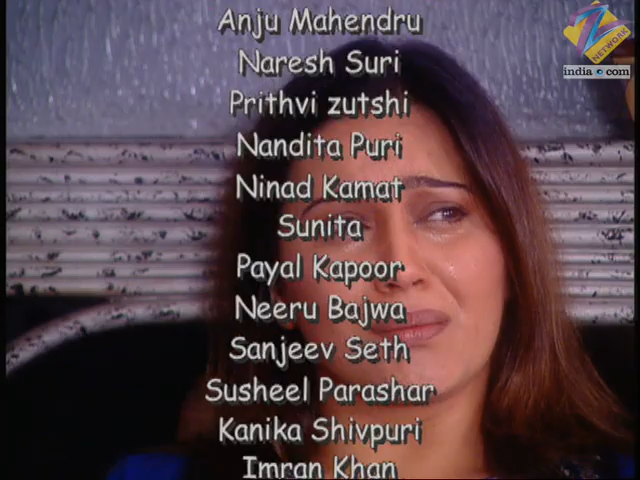 Anju Mahendru
Naresh Suri
Prithvi zutshi
Nandita Puri
Ninad Kamat
Sunita
Payal Kapoor
Neeru Bajwa
Sanjeev Seth
Susheel Parashar
Kanika Shivpuri
Imran Khan
Z NETWORK
india.com